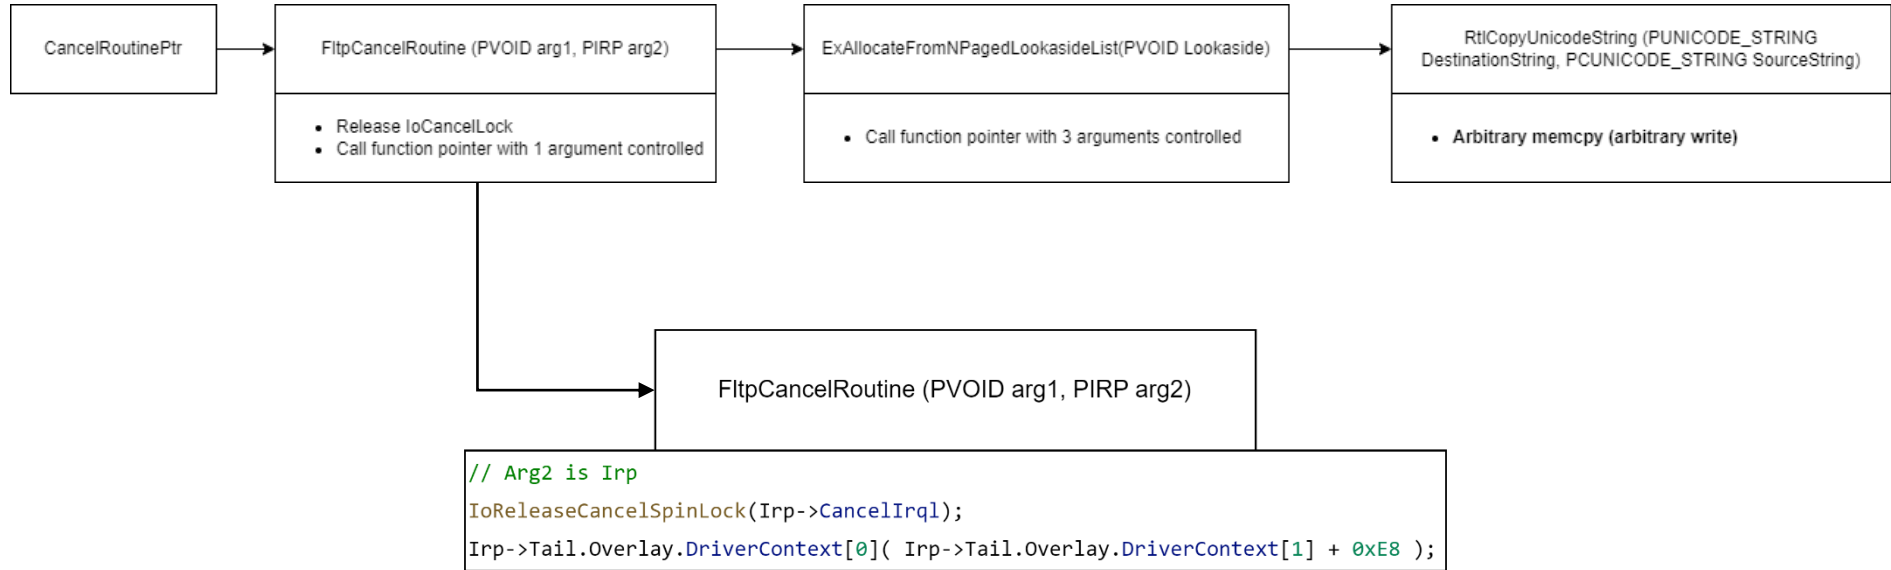 CancelRoutinePtr
FltpCancelRoutine (PVOID arg1, PIRP arg2)
• Release IoCancelLock
• Call function pointer with 1 argument controlled
ExAllocateFromNPagedLookasideList(PVOID Lookaside)
• Call function pointer with 3 arguments controlled
RtlCopyUnicodeString (PUNICODE_STRING
DestinationString, PCUNICODE_STRING SourceString)
• Arbitrary memcpy (arbitrary write)
FltpCancelRoutine (PVOID arg1, PIRP arg2)
// Arg2 is Irp
IoReleaseCancelSpinLock(Irp->CancelIrql);
Irp->Tail.Overlay.DriverContext[0]( Irp->Tail.Overlay.DriverContext[1] + 0xE8 );